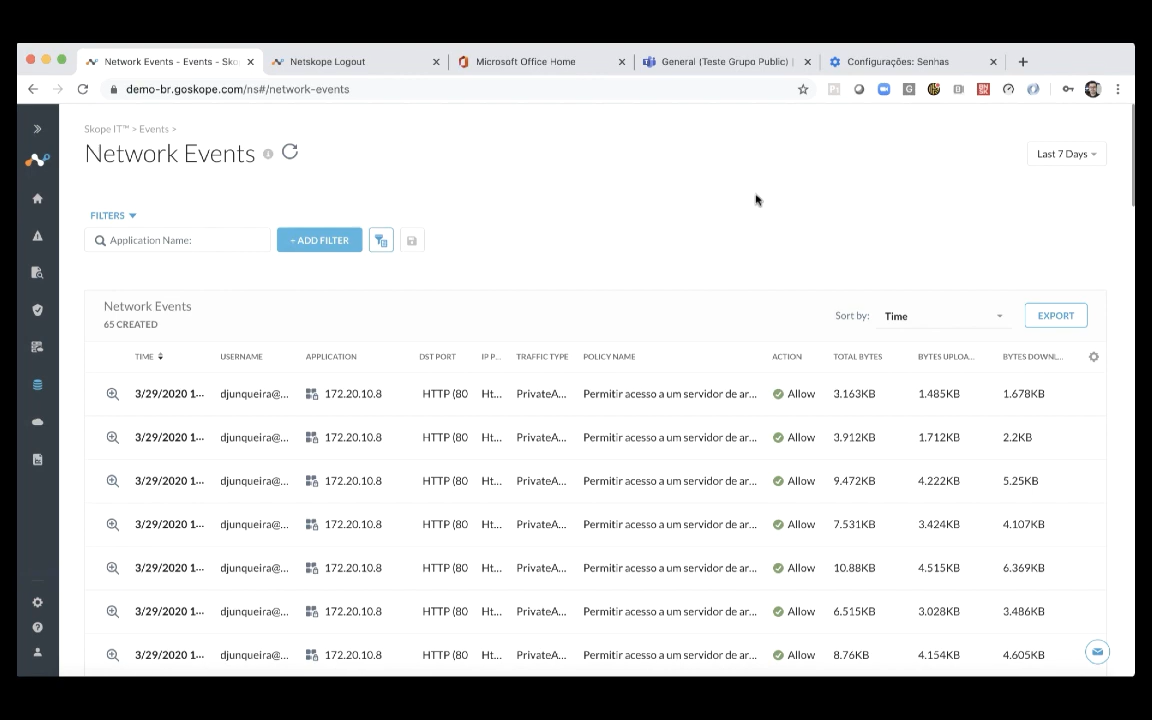 Network Events - Events - Sko
Netskope Logout
Microsoft Office Home
General (Teste Grupo Public) |
Configurações: Senhas
demo-br.goskope.com/ns#/network-events
Skope IT™ > Events >
Network Events
Last 7 Days
FILTERS
Application Name:
+ ADD FILTER
Network Events
65 CREATED
Sort by: Time
EXPORT
TIME USERNAME APPLICATION DST PORT IP P... TRAFFIC TYPE POLICY NAME ACTION TOTAL BYTES BYTES UPLOA... BYTES DOWNL...
3/29/2020 1... djunqueira@... 172.20.10.8 HTTP (80 Ht... PrivateA... Permitir acesso a um servidor de ar... Allow 3.163KB 1.485KB 1.678KB
3/29/2020 1... djunqueira@... 172.20.10.8 HTTP (80 Ht... PrivateA... Permitir acesso a um servidor de ar... Allow 3.912KB 1.712KB 2.2KB
3/29/2020 1... djunqueira@... 172.20.10.8 HTTP (80 Ht... PrivateA... Permitir acesso a um servidor de ar... Allow 9.472KB 4.222KB 5.25KB
3/29/2020 1... djunqueira@... 172.20.10.8 HTTP (80 Ht... PrivateA... Permitir acesso a um servidor de ar... Allow 7.531KB 3.424KB 4.107KB
3/29/2020 1... djunqueira@... 172.20.10.8 HTTP (80 Ht... PrivateA... Permitir acesso a um servidor de ar... Allow 10.88KB 4.515KB 6.369KB
3/29/2020 1... djunqueira@... 172.20.10.8 HTTP (80 Ht... PrivateA... Permitir acesso a um servidor de ar... Allow 6.515KB 3.028KB 3.486KB
3/29/2020 1... djunqueira@... 172.20.10.8 HTTP (80 Ht... PrivateA... Permitir acesso a um servidor de ar... Allow 8.76KB 4.154KB 4.605KB